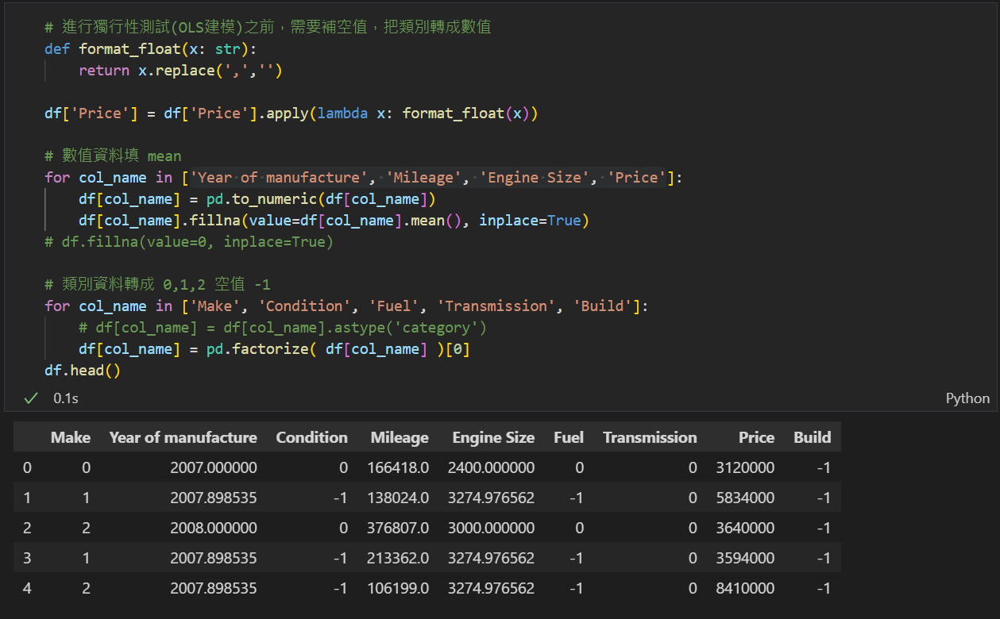 # 進行獨行性測試(OLS建模)之前，需要補空值，把類別轉成數值
def format_float(x: str):
    return x.replace(',','')
df['Price'] = df['Price'].apply(lambda x: format_float(x))
# 數值資料填 mean
for col_name in ['Year of manufacture', 'Mileage', 'Engine Size', 'Price']:
    df[col_name] = pd.to_numeric(df[col_name])
    df[col_name].fillna(value=df[col_name].mean(), inplace=True)
# df.fillna(value=0, inplace=True)
# 類別資料轉成 0,1,2 空值 -1
for col_name in ['Make', 'Condition', 'Fuel', 'Transmission', 'Build']:
    # df[col_name] = df[col_name].astype('category')
    df[col_name] = pd.factorize( df[col_name] )[0]
df.head()
✓ 0.1s Python
Make Year of manufacture Condition Mileage Engine Size Fuel Transmission Price Build
0 0 2007.000000 0 166418.0 2400.000000 0 0 3120000 -1
1 1 2007.898535 -1 138024.0 3274.976562 -1 0 5834000 -1
2 2 2008.000000 0 376807.0 3000.000000 0 0 3640000 -1
3 1 2007.898535 -1 213362.0 3274.976562 -1 0 3594000 -1
4 2 2007.898535 -1 106199.0 3274.976562 -1 0 8410000 -1